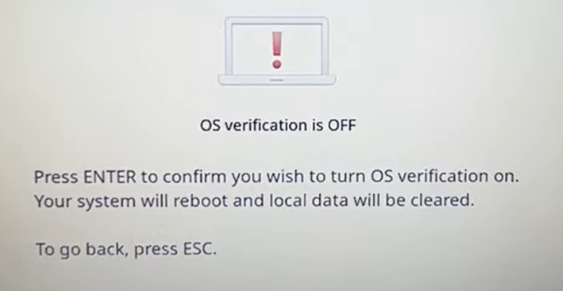 OS verification is OFF
Press ENTER to confirm you wish to turn OS verification on.
Your system will reboot and local data will be cleared.
To go back, press ESC.